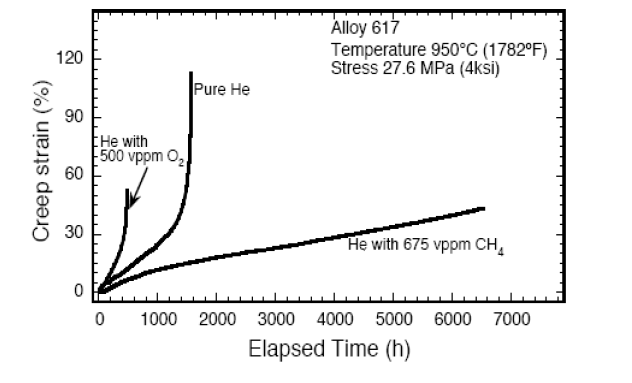 Alloy 617
Temperature 950°C (1782ºF)
Stress 27.6 MPa (4ksi)
120
90
60
30
0
Creep strain (%)
Pure He
He with
500 vppm O2
He with 675 vppm CH4
0 1000 2000 3000 4000 5000 6000 7000
Elapsed Time (h)